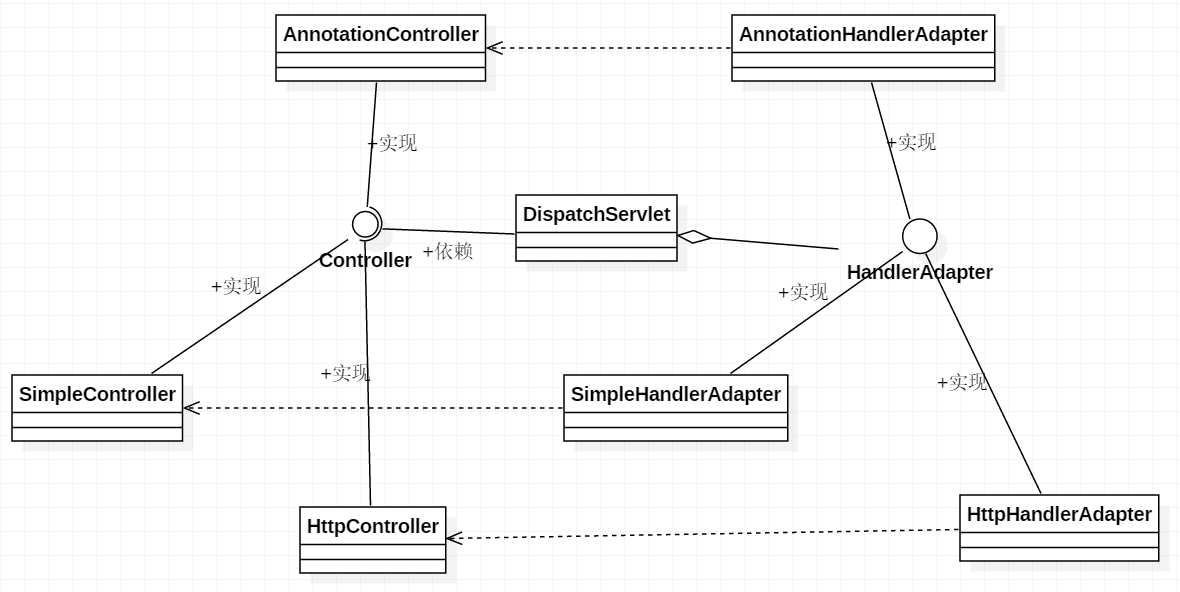 AnnotationController
AnnotationHandlerAdapter
+实现
+实现
DispatchServlet
+依赖
Controller
HandlerAdapter
+实现
+实现
+实现
+实现
SimpleController
SimpleHandlerAdapter
HttpController
HttpHandlerAdapter